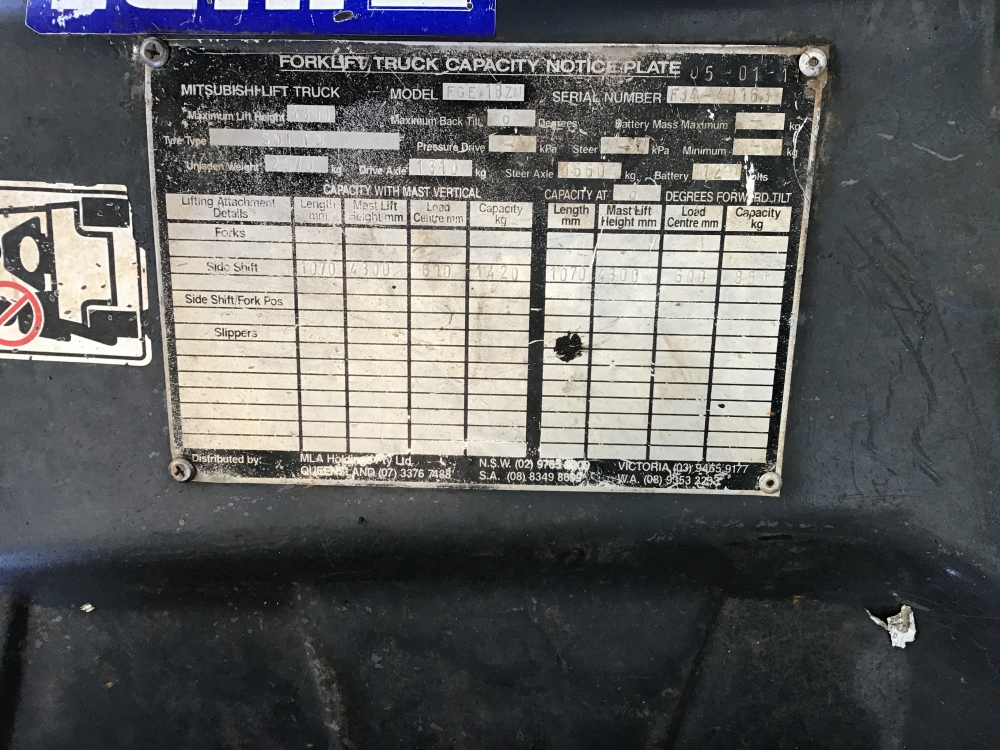 FORKLIFT TRUCK CAPACITY NOTICE PLATE 05-01-1
MITSUBISHI LIFT TRUCK MODEL SERIAL NUMBER
Maximum Lift Height Maximum Back Tilt Degrees Battery Mass Maximum kg
Tyre Type Pressure Drive kPa Steer kPa Minimum kg
Unladen Weight kg Drive Axle kg Steer Axle 1660 kg Battery 12 Volts
CAPACITY WITH MAST VERTICAL CAPACITY AT 6 DEGREES FORWARD TILT
Lifting Attachment Details Length mm Mast Lift Height mm Load Centre mm Capacity kg Length mm Mast Lift Height mm Load Centre mm Capacity kg
Forks
Side Shift 1070 4300 600 1420 1070 4300 600
Side Shift/Fork Pos
Slippers
Distributed by: MLA Holdings Pty Ltd N.S.W. (02) VICTORIA (03) 9465 9177
QUEENSLAND (07) 3376 7188 S.A. (08) 8349 W.A. (08) 9353